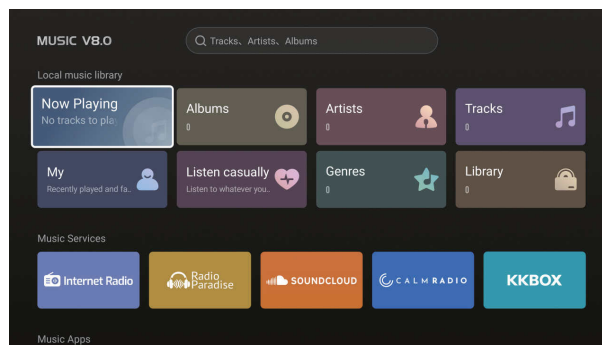 MUSIC V8.0
Tracks、Artists、Albums
Local music library
Now Playing
No tracks to pla
Albums
0
Artists
0
Tracks
0
My
Recently played and fa..
Listen casually
Listen to whatever you..
Genres
0
Library
0
Music Services
Internet Radio
Radio
Paradise
SOUNDCLOUD
CALMRADIO
KKBOX
Music Apps